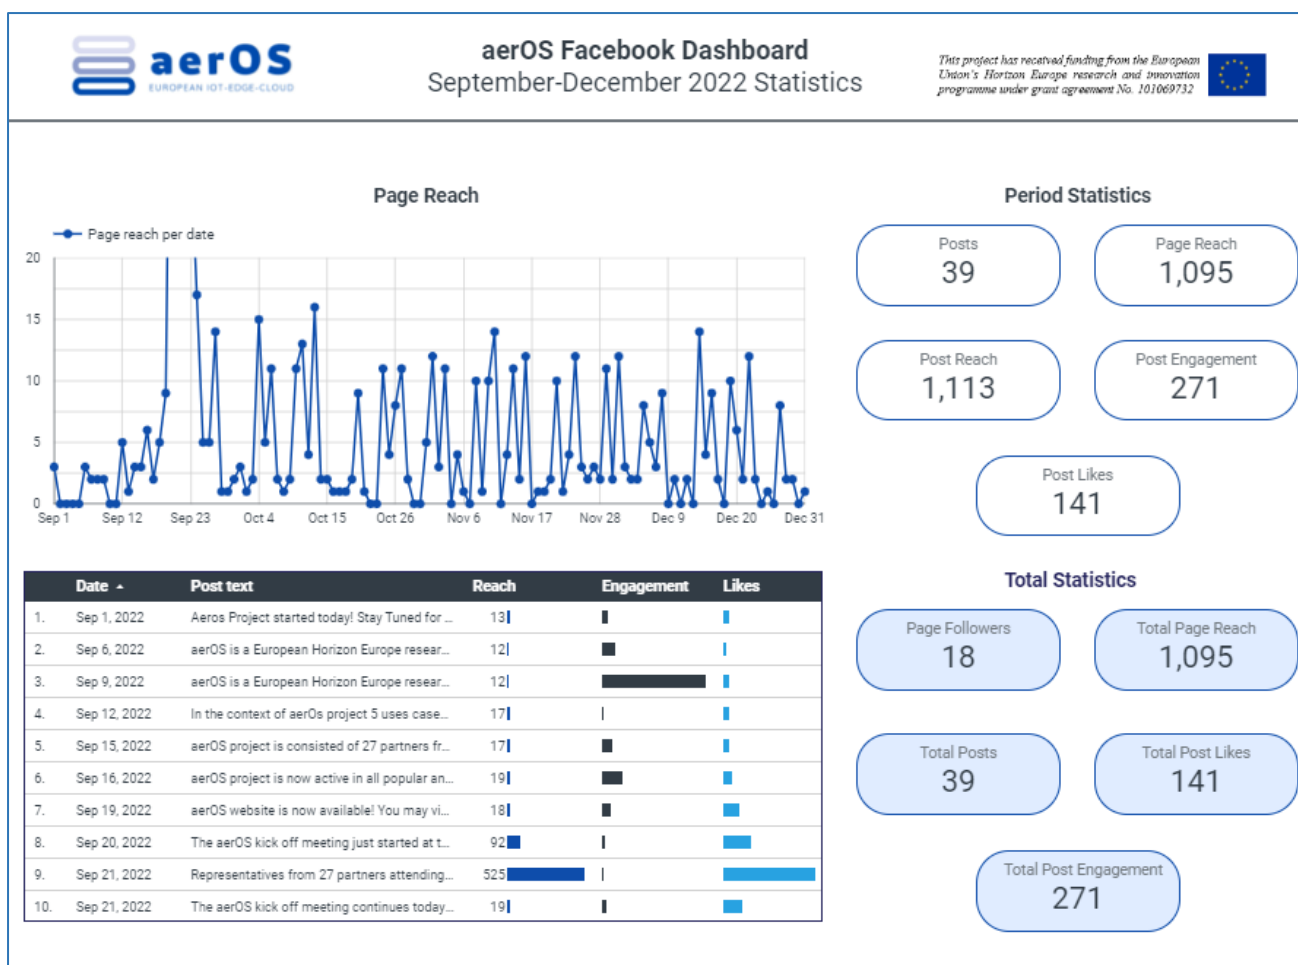 aerOS
EUROPEAN IOT-EDGE-CLOUD
aerOS Facebook Dashboard
September-December 2022 Statistics
This project has received funding from the European
Union's Horizon Europe research and innovation
programme under grant agreement No. 101069732
Page Reach
Page reach per date
20
15
10
5
0
Sep 1 Sep 12 Sep 23 Oct 4 Oct 15 Oct 26 Nov 6 Nov 17 Nov 28 Dec 9 Dec 20 Dec 31
Date Post text Reach Engagement Likes
1. Sep 1, 2022 Aeros Project started today! Stay Tuned for ... 13
2. Sep 6, 2022 aerOS is a European Horizon Europe resear... 12
3. Sep 9, 2022 aerOS is a European Horizon Europe resear... 12
4. Sep 12, 2022 In the context of aerOs project 5 uses case... 17
5. Sep 15, 2022 aerOS project is consisted of 27 partners fr... 17
6. Sep 16, 2022 aerOS project is now active in all popular an... 19
7. Sep 19, 2022 aerOS website is now available! You may vi... 18
8. Sep 20, 2022 The aerOS kick off meeting just started at t... 92
9. Sep 21, 2022 Representatives from 27 partners attending... 525
10. Sep 21, 2022 The aerOS kick off meeting continues today... 19
Period Statistics
Posts
39
Page Reach
1,095
Post Reach
1,113
Post Engagement
271
Post Likes
141
Total Statistics
Page Followers
18
Total Page Reach
1,095
Total Posts
39
Total Post Likes
141
Total Post Engagement
271